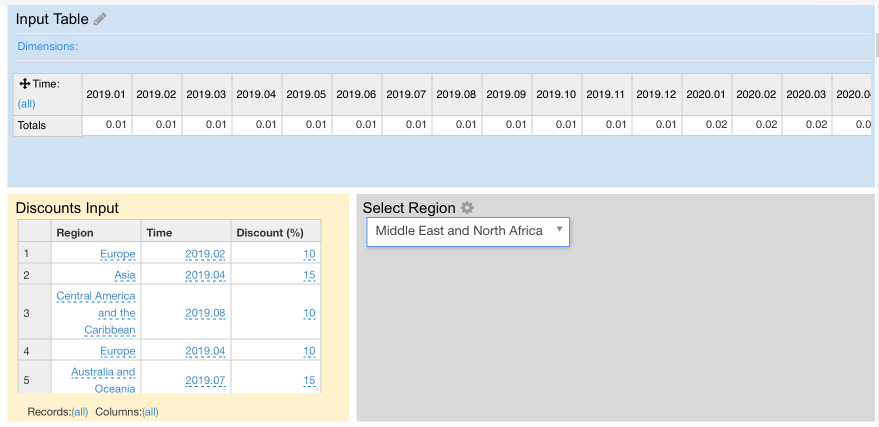 Input Table
Dimensions:
Time:
(all)
2019.01 2019.02 2019.03 2019.04 2019.05 2019.06 2019.07 2019.08 2019.09 2019.10 2019.11 2019.12 2020.01 2020.02 2020.03 2020.0
Totals 0.01 0.01 0.01 0.01 0.01 0.01 0.01 0.01 0.01 0.01 0.01 0.01 0.02 0.02 0.02 0.0
Discounts Input
Region Time Discount (%)
1 Europe 2019.02 10
2 Asia 2019.04 15
Central America
3 and the 2019.08 10
Caribbean
4 Europe 2019.04 10
Australia and
5 2019.07 15
Oceania
Records:(all) Columns:(all)
Select Region
Middle East and North Africa